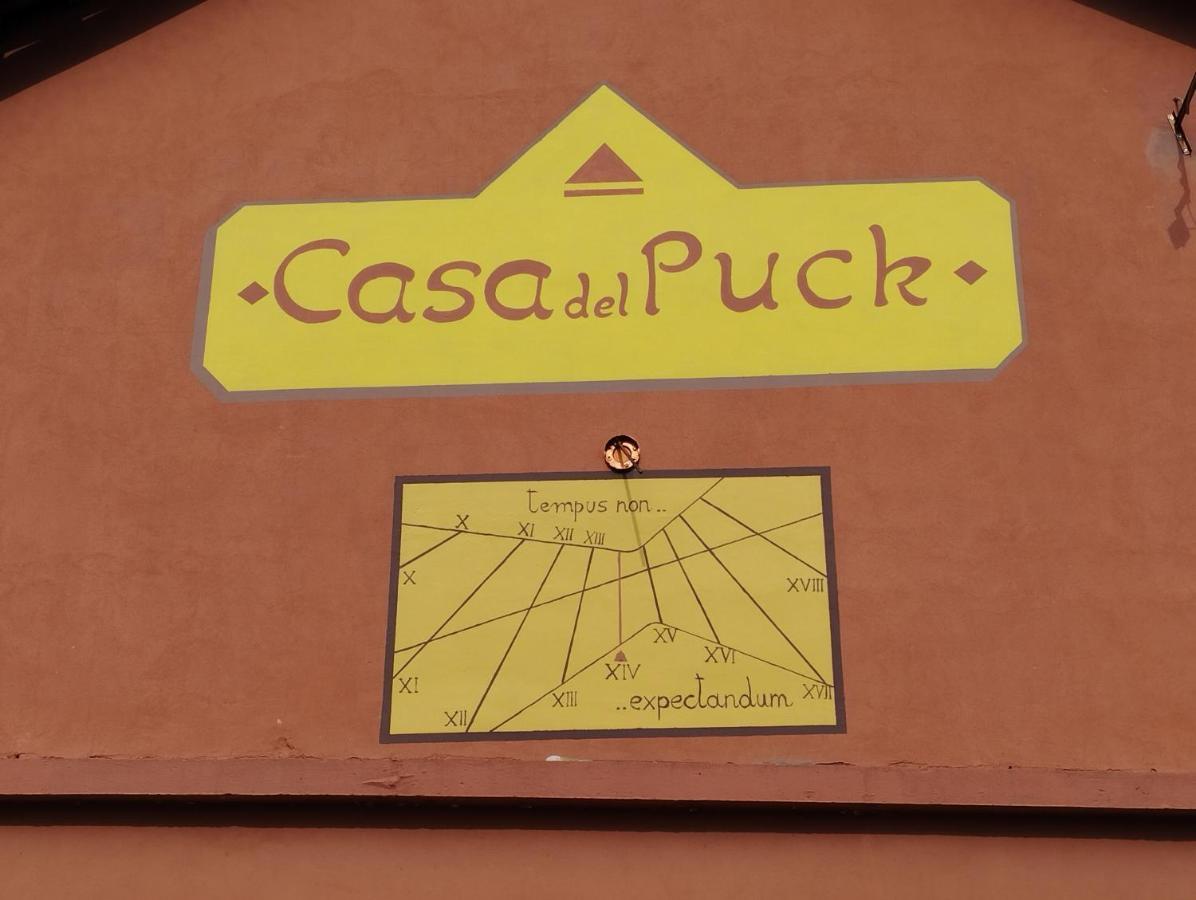 Casa del Puck
tempus non..
X XI XII XIII
X
XVIII
XV
XVI
XIV
XI
XIII
..expectandum
XVII
XII